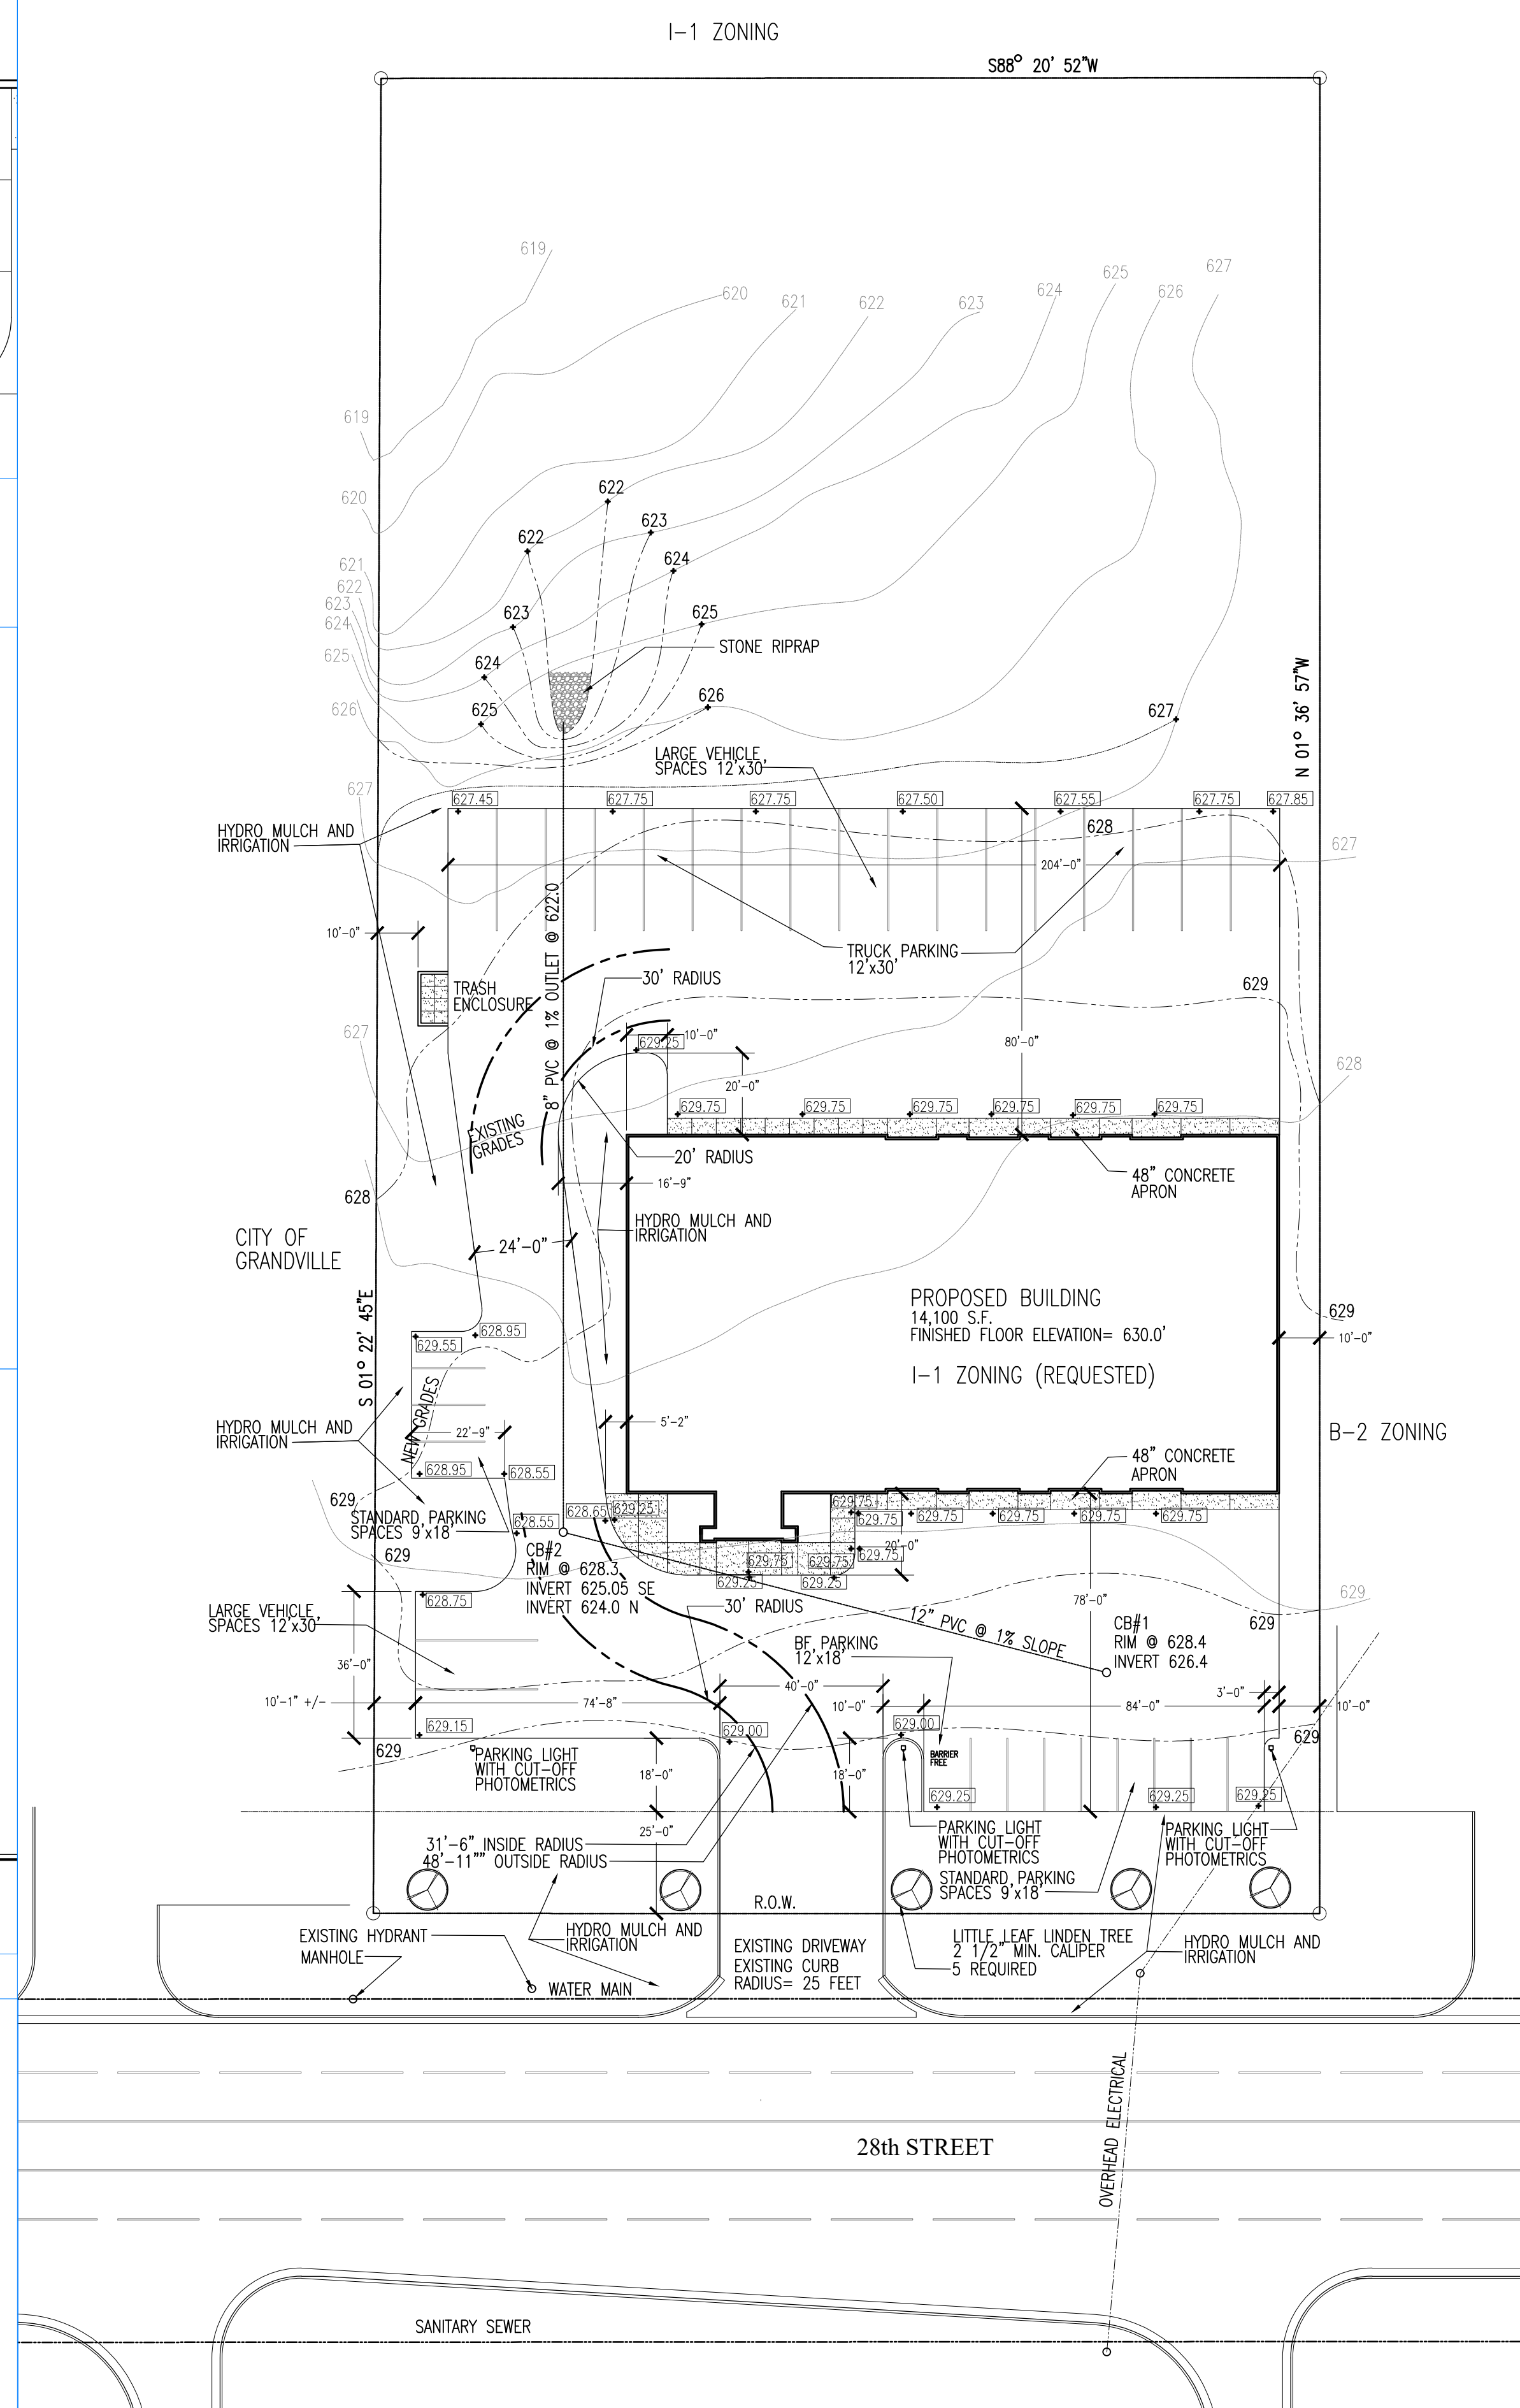 I-1 ZONING
S88° 20' 52"W
619
620
621
622
623
624
625
626
627
619
620
621
622
623
624
625
626
627
622
622
623
624
623
625
624
625
626
627
STONE RIPRAP
N 01° 36' 57"W
LARGE VEHICLE,
SPACES 12'x30'
627.45
627.75
627.75
627.50
627.55
627.75
627.85
HYDRO MULCH AND
IRRIGATION
628
627
204'-0"
10'-0"
8" PVC @ 1% OUTLET @ 622.0
TRUCK PARKING
12'x30'
TRASH
ENCLOSURE
30' RADIUS
629
627
629.25
10'-0"
80'-0"
20'-0"
628
629.75
629.75
629.75
629.75
629.75
629.75
EXISTING
GRADES
20' RADIUS
48" CONCRETE
APRON
16'-9"
628
HYDRO MULCH AND
IRRIGATION
CITY OF
GRANDVILLE
24'-0"
PROPOSED BUILDING
14,100 S.F.
FINISHED FLOOR ELEVATION= 630.0'
629
10'-0"
628.95
629.55
S 01° 22' 45"E
I-1 ZONING (REQUESTED)
NEW GRADES
HYDRO MULCH AND
IRRIGATION
22'-9"
5'-2"
B-2 ZONING
48" CONCRETE
APRON
628.95
628.55
629
STANDARD PARKING
SPACES 9'x18'
628.55
628.65
629.25
629.75
629.75
629.75
629.75
629.75
629.75
629
CB#2
RIM @ 628.3
INVERT 625.05 SE
INVERT 624.0 N
629.75
629.75
629.75
20'-0"
629.25
629.25
628.75
30' RADIUS
78'-0"
629
LARGE VEHICLE,
SPACES 12'x30'
12" PVC @ 1% SLOPE
CB#1
RIM @ 628.4
INVERT 626.4
629
BF PARKING
12'x18'
36'-0"
40'-0"
3'-0"
10'-1" +/-
74'-8"
10'-0"
84'-0"
10'-0"
629.15
629.00
629.00
629
629
PARKING LIGHT
WITH CUT-OFF
PHOTOMETRICS
BARRIER
FREE
18'-0"
18'-0"
629.25
629.25
629.25
25'-0"
31'-6" INSIDE RADIUS
48'-11"" OUTSIDE RADIUS
PARKING LIGHT
WITH CUT-OFF
PHOTOMETRICS
PARKING LIGHT
WITH CUT-OFF
PHOTOMETRICS
STANDARD PARKING
SPACES 9'x18'
R.O.W.
EXISTING HYDRANT
MANHOLE
HYDRO MULCH AND
IRRIGATION
EXISTING DRIVEWAY
EXISTING CURB
RADIUS= 25 FEET
LITTLE LEAF LINDEN TREE
2 1/2" MIN. CALIPER
5 REQUIRED
HYDRO MULCH AND
IRRIGATION
WATER MAIN
OVERHEAD ELECTRICAL
28th STREET
SANITARY SEWER